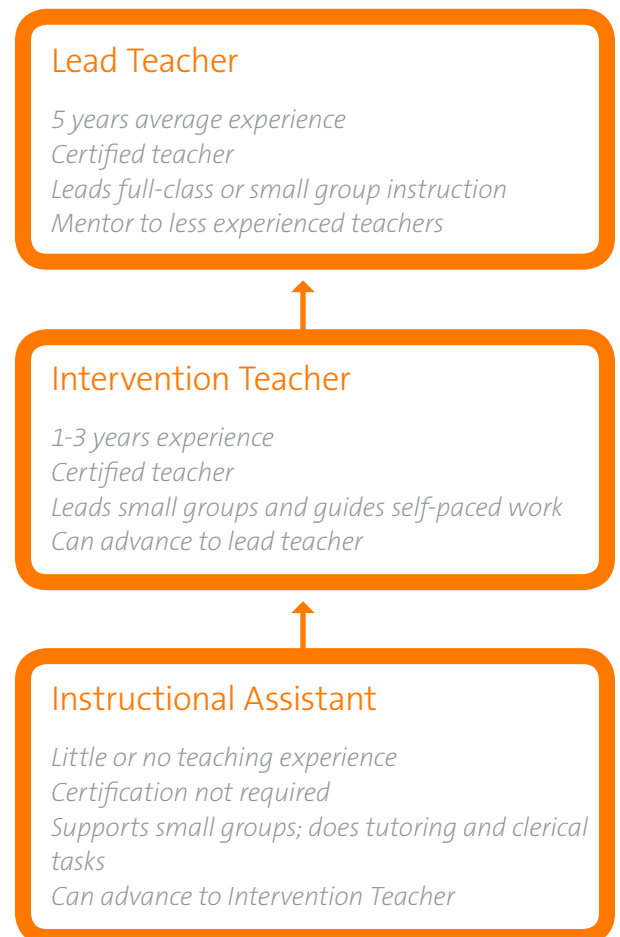 Lead Teacher
5 years average experience
Certified teacher
Leads full-class or small group instruction
Mentor to less experienced teachers
Intervention Teacher
1-3 years experience
Certified teacher
Leads small groups and guides self-paced work
Can advance to lead teacher
Instructional Assistant
Little or no teaching experience
Certification not required
Supports small groups; does tutoring and clerical
tasks
Can advance to Intervention Teacher